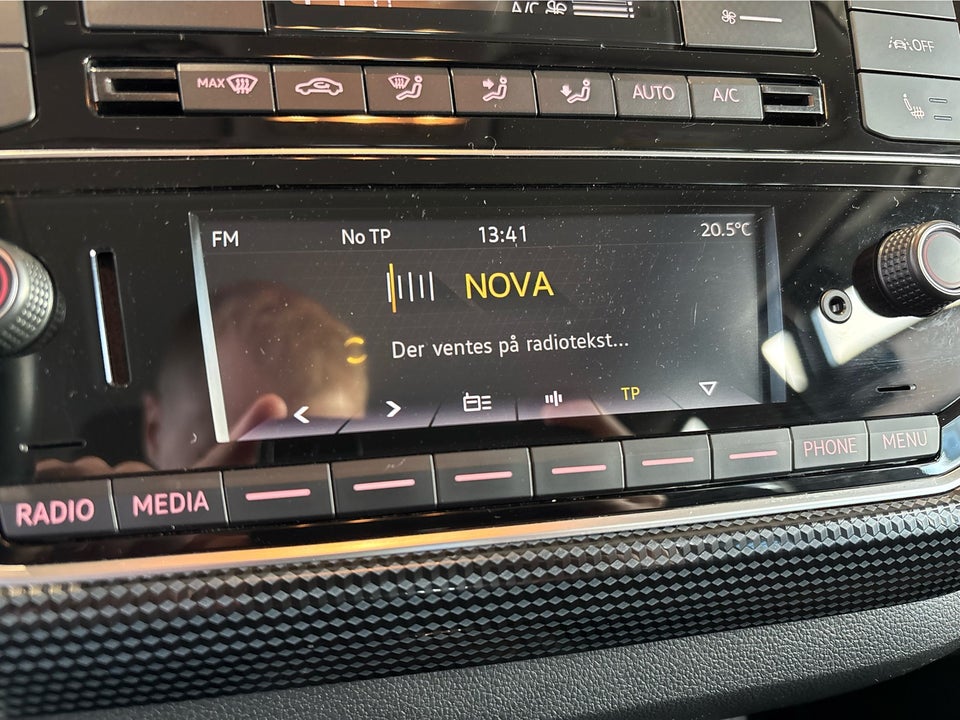 A/C
OFF
MAX
AUTO
A/C
FM No TP 13:41 20.5°C
NOVA
Der ventes på radiotekst...
TP
RADIO MEDIA PHONE MENU